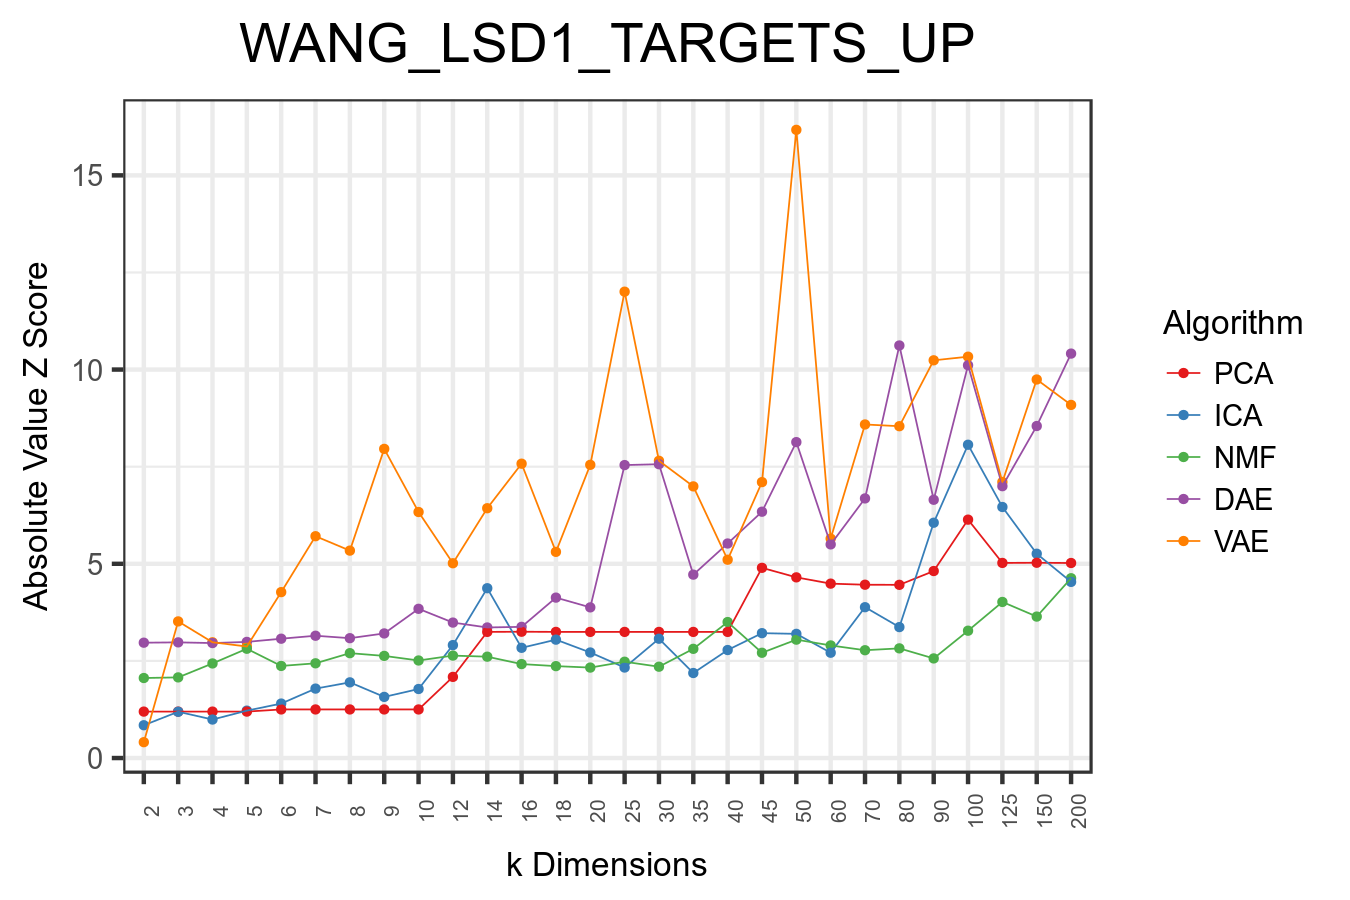 WANG_LSD1_TARGETS_UP
Absolute Value Z Score
15
10
5
0
2 3 4 5 6 7 8 9 10 12 14 16 18 20 25 30 35 40 45 50 60 70 80 90 100 125 150 200
k Dimensions
Algorithm
PCA
ICA
NMF
DAE
VAE